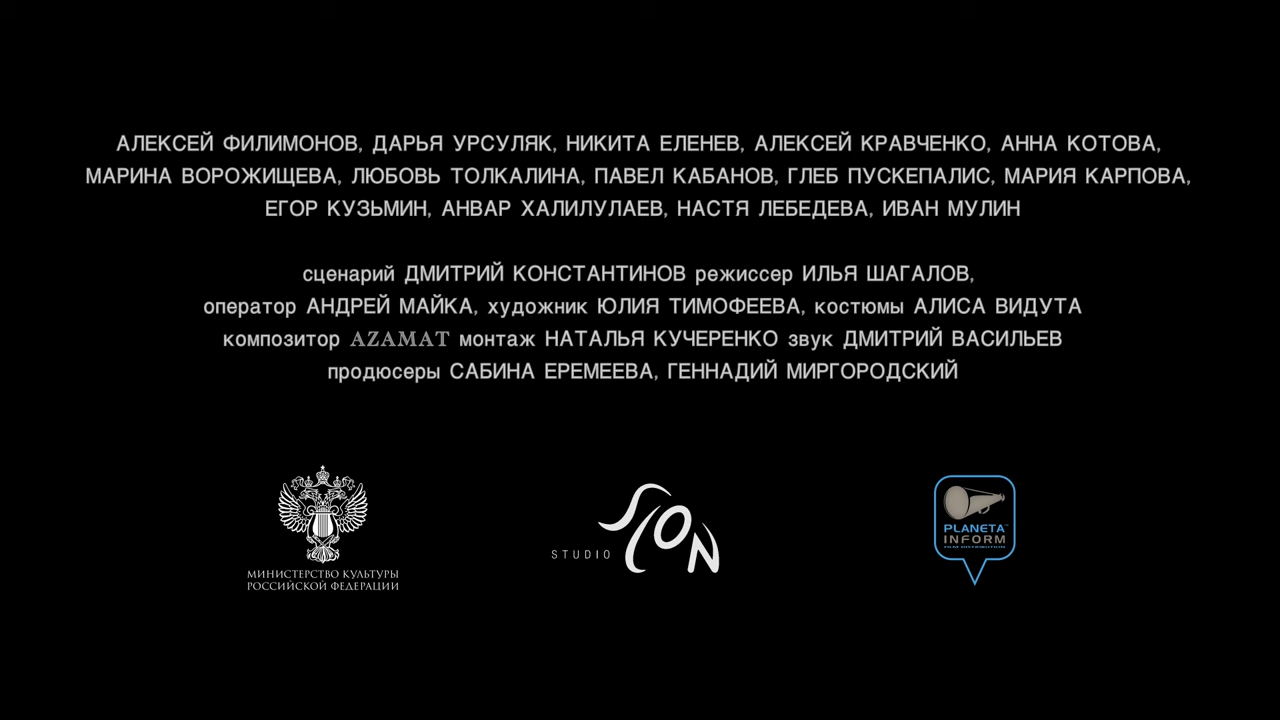 АЛЕКСЕЙ ФИЛИМОНОВ, ДАРЬЯ УРСУЛЯК, НИКИТА ЕЛЕНЕВ, АЛЕКСЕЙ КРАВЧЕНКО, АННА КОТОВА,
МАРИНА ВОРОЖИЩЕВА, ЛЮБОВЬ ТОЛКАЛИНА, ПАВЕЛ КАБАНОВ, ГЛЕБ ПУСКЕПАЛИС, МАРИЯ КАРПОВА,
ЕГОР КУЗЬМИН, АНВАР ХАЛИЛУЛАЕВ, НАСТЯ ЛЕБЕДЕВА, ИВАН МУЛИН
сценарий ДМИТРИЙ КОНСТАНТИНОВ режиссер ИЛЬЯ ШАГАЛОВ,
оператор АНДРЕЙ МАЙКА, художник ЮЛИЯ ТИМОФЕЕВА, костюмы АЛИСА ВИДУТА
композитор AZAMAT монтаж НАТАЛЬЯ КУЧЕРЕНКО звук ДМИТРИЙ ВАСИЛЬЕВ
продюсеры САБИНА ЕРЕМЕЕВА, ГЕННАДИЙ МИРГОРОДСКИЙ
МИНИСТЕРСТВО КУЛЬТУРЫ
РОССИЙСКОЙ ФЕДЕРАЦИИ
STUDIO SLON
PLANETA
INFORM
FILM DISTRIBUTION